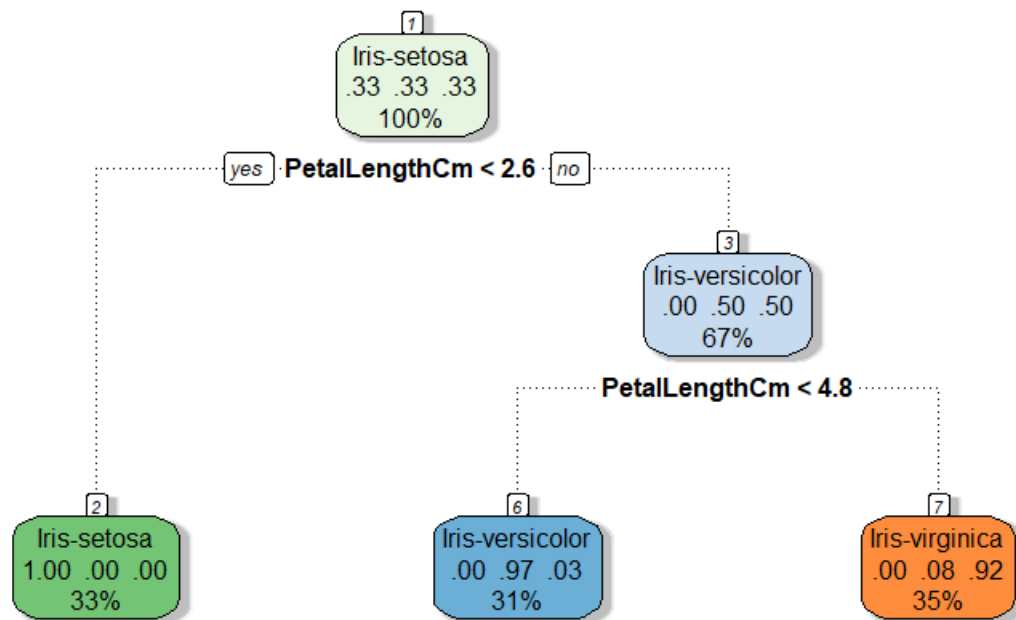 1
Iris-setosa
.33 .33 .33
100%
yes PetalLengthCm < 2.6 no
3
Iris-versicolor
.00 .50 .50
67%
PetalLengthCm < 4.8
2
Iris-setosa
1.00 .00 .00
33%
6
Iris-versicolor
.00 .97 .03
31%
7
Iris-virginica
.00 .08 .92
35%